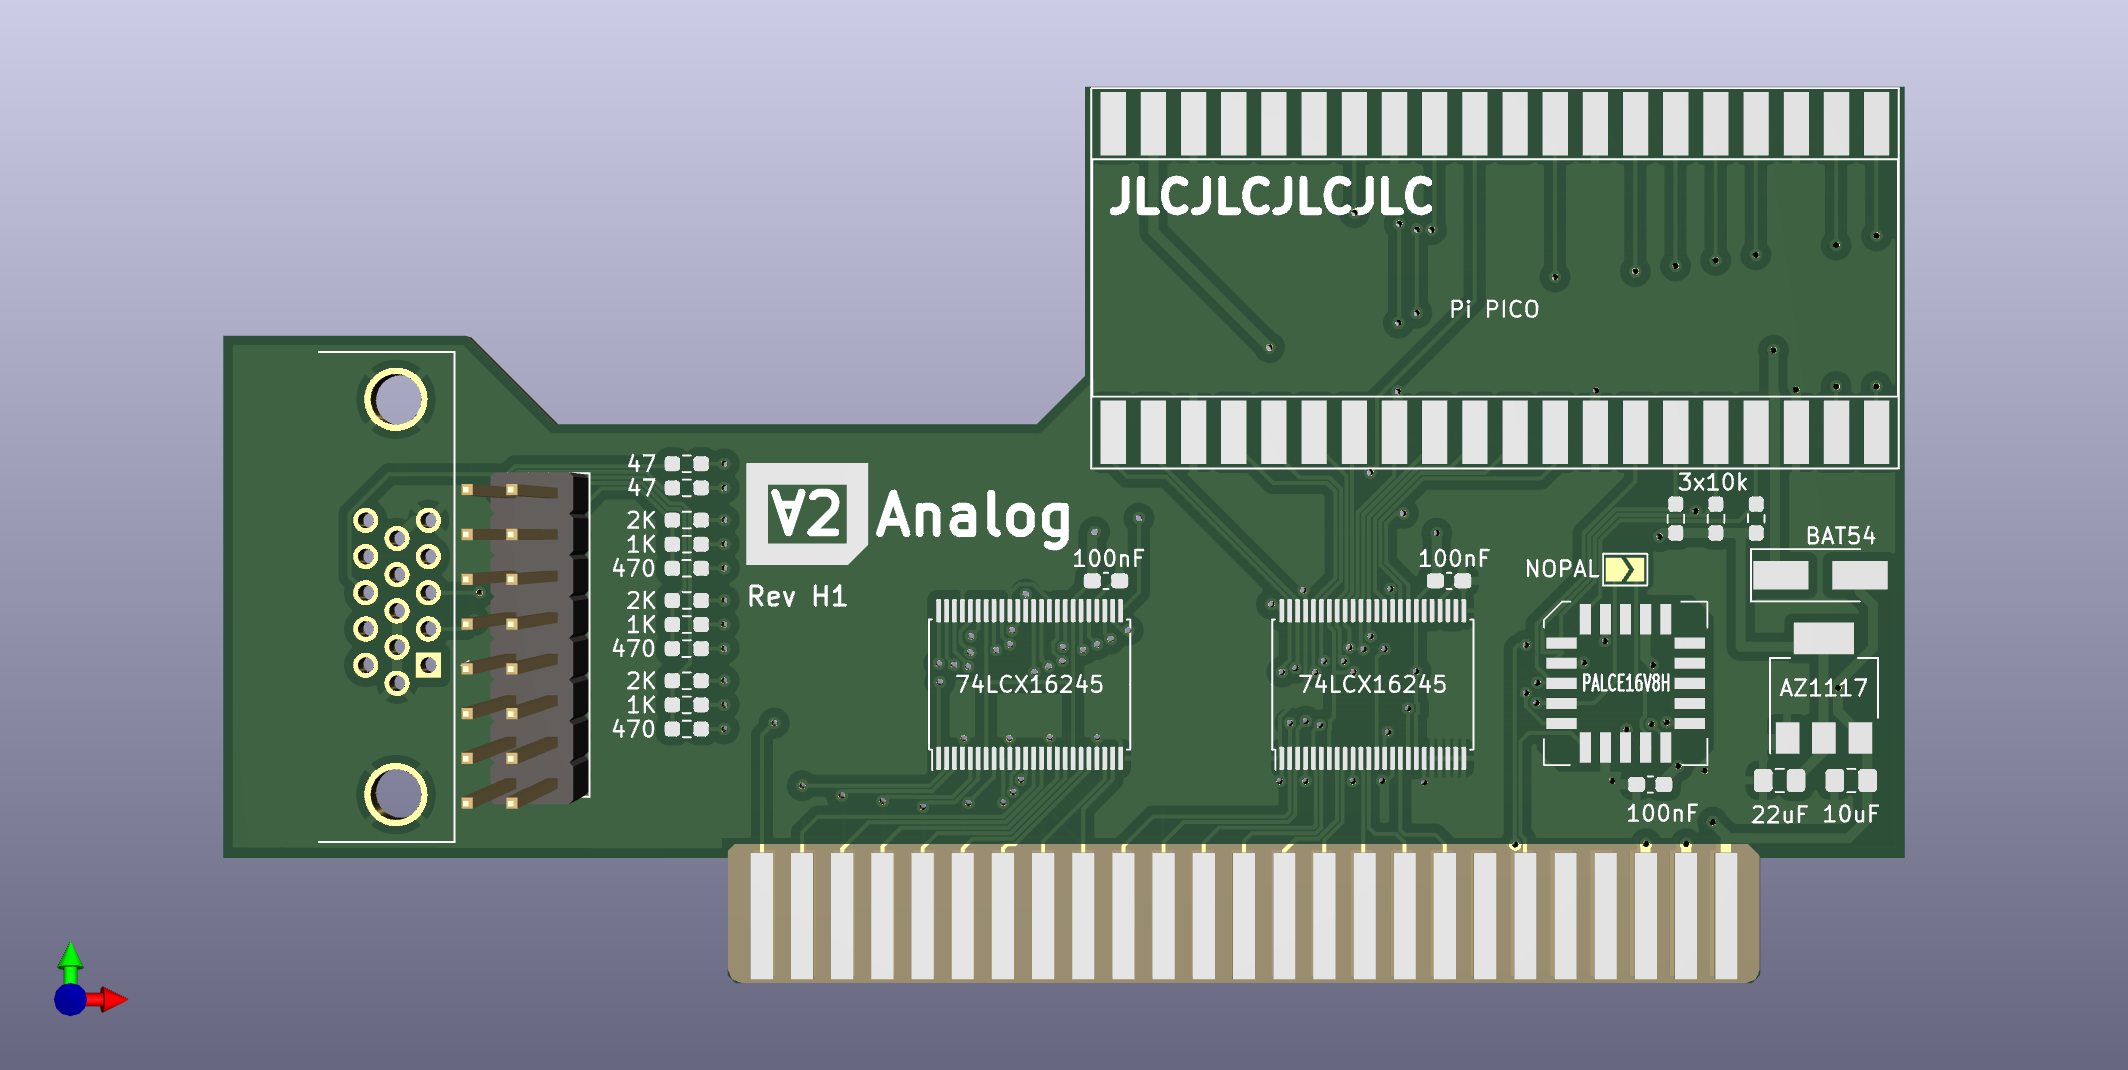 JLCJLCJLCJLC
Pi PICO
47
47
2K
1K
470
2K
1K
470
2K
1K
470
A2 Analog
Rev H1
100nF
74LCX16245
100nF
74LCX16245
3x10k
BAT54
NOPAL
PALCE16V8H
AZ1117
100nF
22uF
10uF